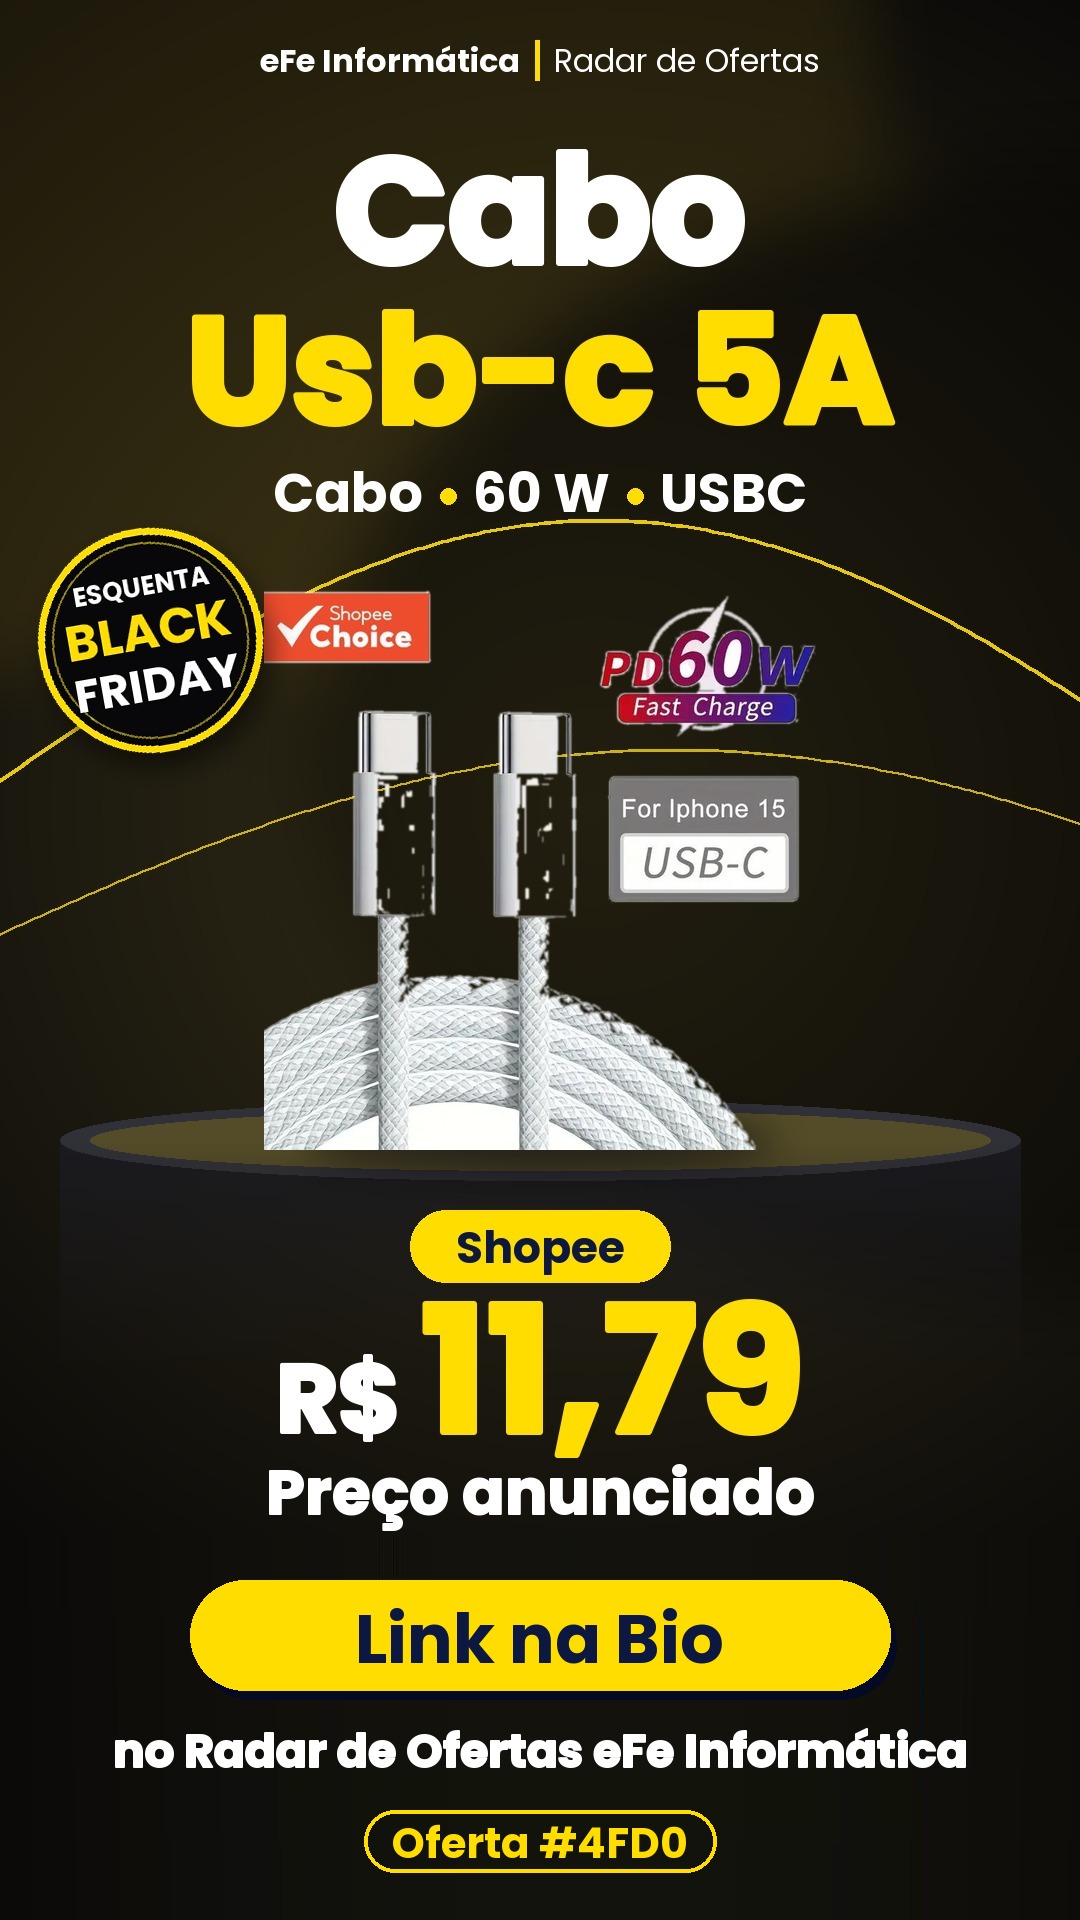 eFe Informática | Radar de Ofertas
Cabo
Usb-c 5A
Cabo • 60 W • USBC
ESQUENTA
BLACK
FRIDAY
Shopee
Choice
PD60W
Fast Charge
For Iphone 15
USB-C
Shopee
R$ 11,79
Preço anunciado
Link na Bio
no Radar de Ofertas eFe Informática
Oferta #4FD0